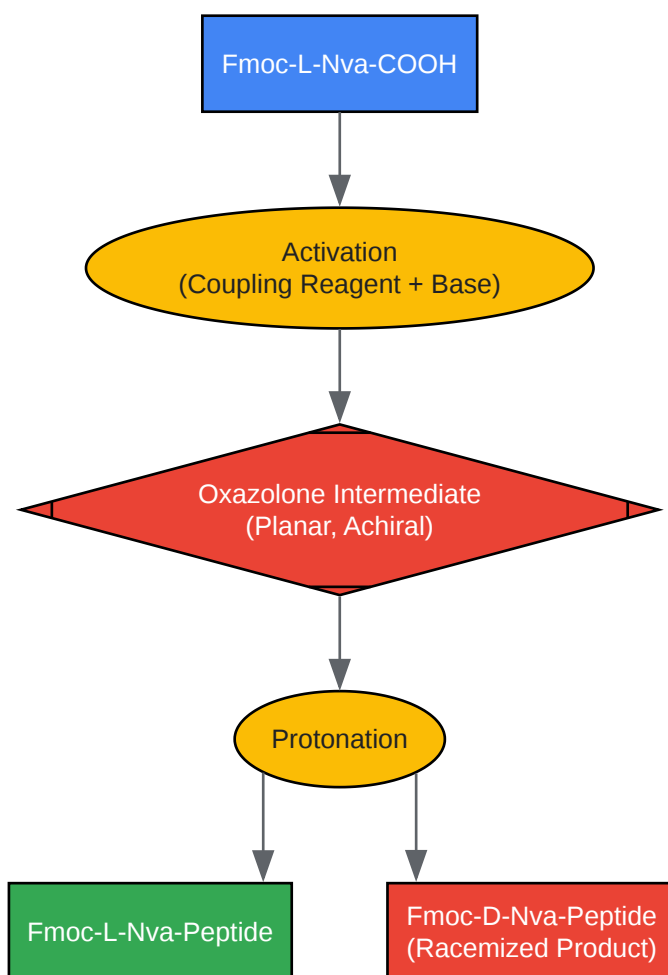 Fmoc-L-Nva-COOH
Activation
(Coupling Reagent + Base)
Oxazolone Intermediate
(Planar, Achiral)
Protonation
Fmoc-L-Nva-Peptide
Fmoc-D-Nva-Peptide
(Racemized Product)